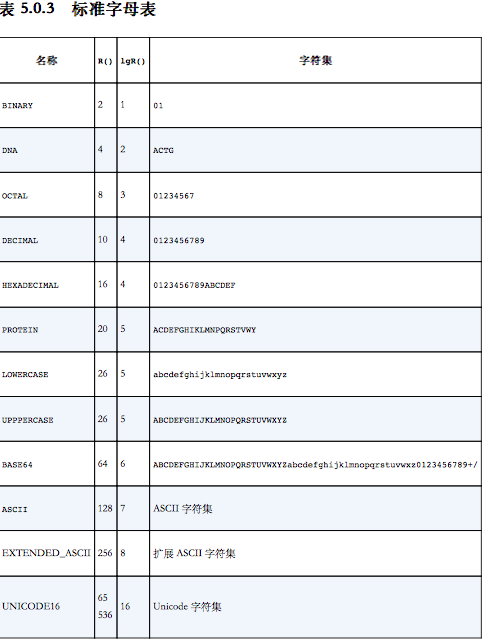 表 5.0.3 标准字母表
名称 R() lgR() 字符集
BINARY 2 1 01
DNA 4 2 ACTG
OCTAL 8 3 01234567
DECIMAL 10 4 0123456789
HEXADECIMAL 16 4 0123456789ABCDEF
PROTEIN 20 5 ACDEFGHIKLMNPQRSTVWY
LOWERCASE 26 5 abcdefghijklmnopqrstuvwxyz
UPPPERCASE 26 5 ABCDEFGHIJKLMNOPQRSTUVWXYZ
BASE64 64 6 ABCDEFGHIJKLMNOPQRSTUVWXYZabcdefghijklmnopqrstuvwxz0123456789+/
ASCII 128 7 ASCII 字符集
EXTENDED_ASCII 256 8 扩展 ASCII 字符集
UNICODE16 65 536 16 Unicode 字符集